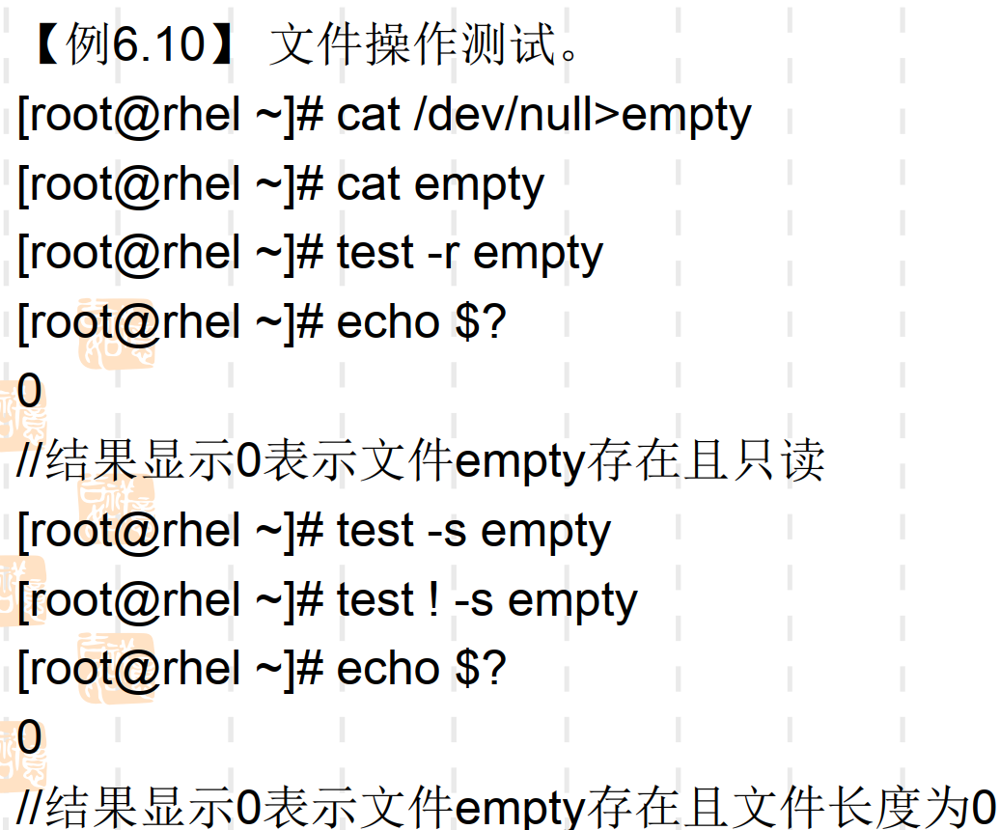 【例6.10】 文件操作测试。
[root@rhel ~]# cat /dev/null>empty
[root@rhel ~]# cat empty
[root@rhel ~]# test -r empty
[root@rhel ~]# echo $?
0
//结果显示0表示文件empty存在且只读
[root@rhel ~]# test -s empty
[root@rhel ~]# test ! -s empty
[root@rhel ~]# echo $?
0
//结果显示0表示文件empty存在且文件长度为0